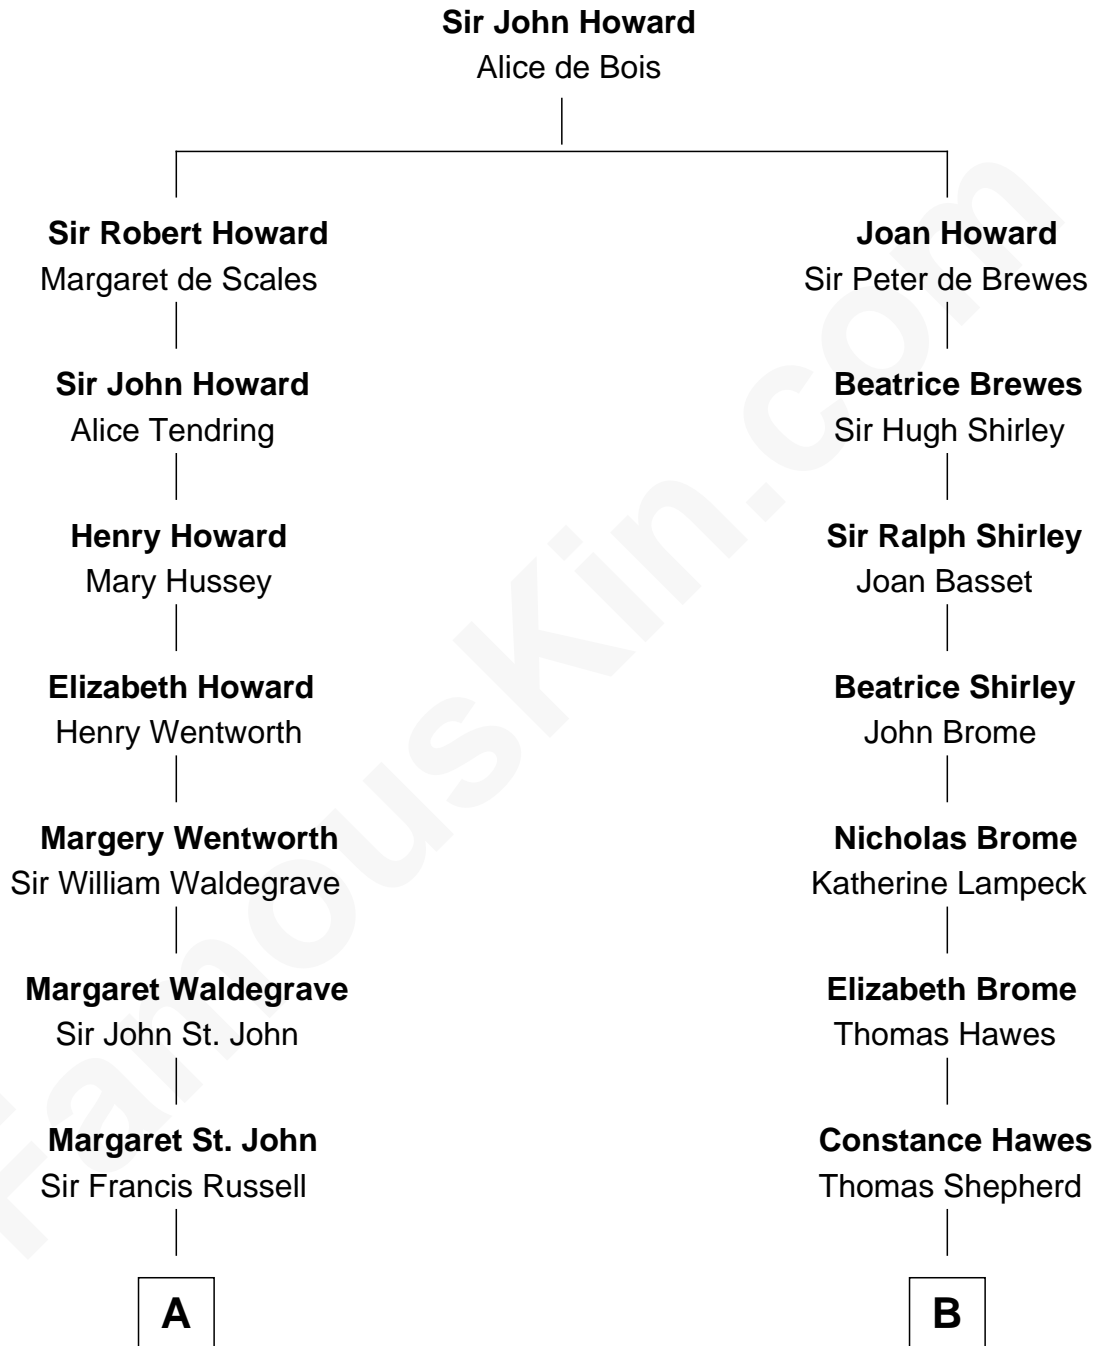 Sir John Howard
Alice de Bois
Sir Robert Howard
Margaret de Scales
Joan Howard
Sir Peter de Brewes
Sir John Howard
Alice Tendring
Beatrice Brewes
Sir Hugh Shirley
Henry Howard
Mary Hussey
Sir Ralph Shirley
Joan Basset
Elizabeth Howard
Henry Wentworth
Beatrice Shirley
John Brome
Margery Wentworth
Sir William Waldegrave
Nicholas Brome
Katherine Lampeck
Margaret Waldegrave
Sir John St. John
Elizabeth Brome
Thomas Hawes
Margaret St. John
Sir Francis Russell
Constance Hawes
Thomas Shepherd
A
B
FamousKin.com